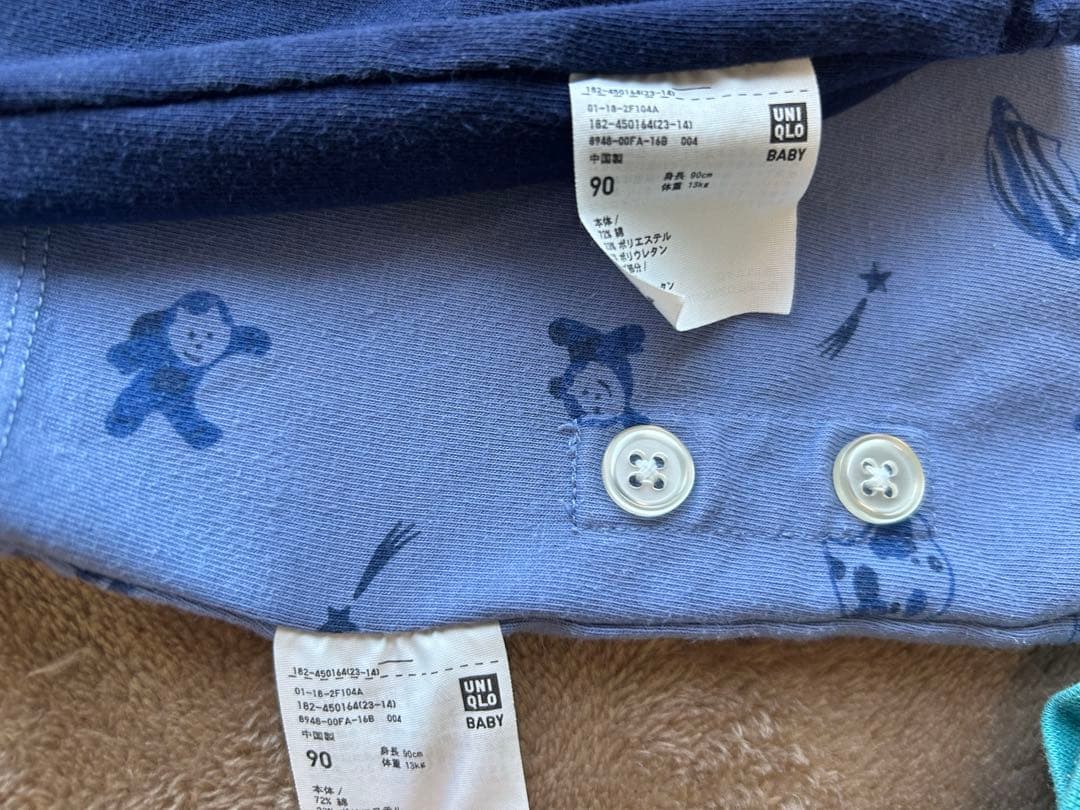 182-450164(23-14)
01-18-2F104A
182-450164(23-14)
8948-00FA-16B 004
中国製
UNI
QLO
BABY
90
身長 90cm
体重 13kg
本体 /
72% 綿
ポリエステル
ポリウレタン
部分 /
タン
182-450164(23-14)
01-18-2F104A
182-450164(23-14)
8948-00FA-16B 004
中国製
UNI
QLO
BABY
90
身長 90cm
体重 13kg
本体 /
72% 綿